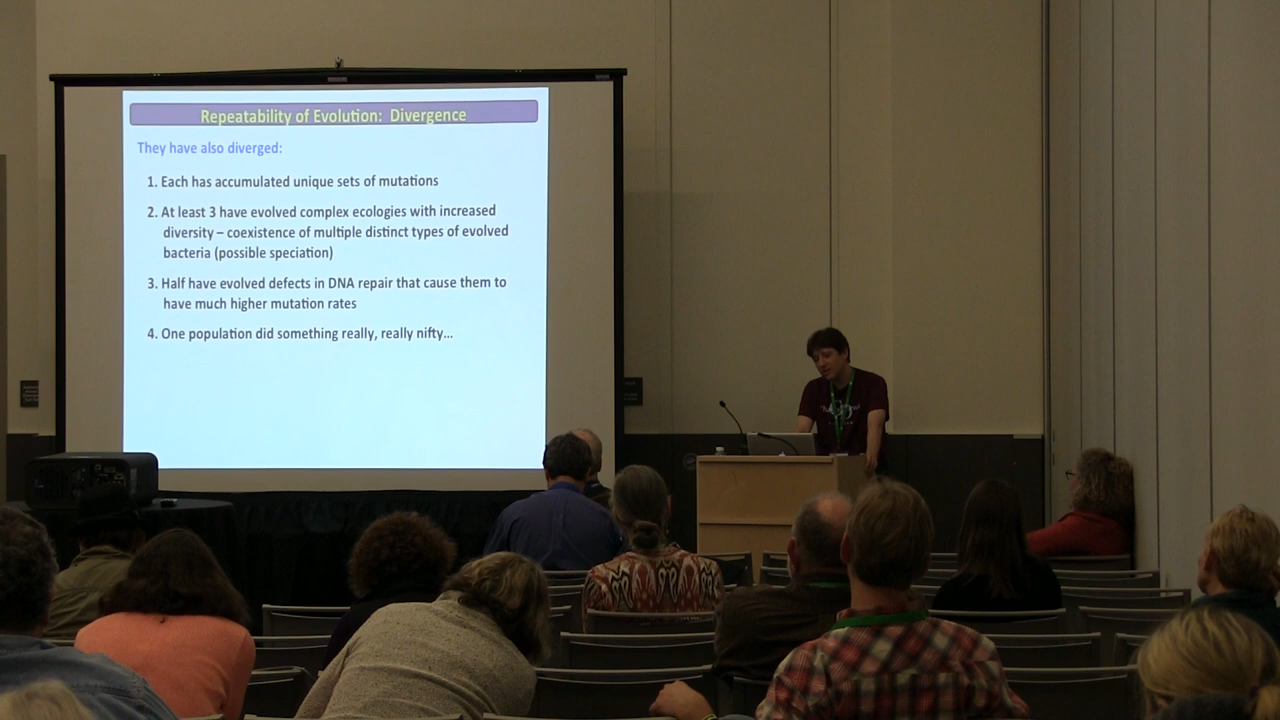 Repeatability of Evolution: Divergence
They have also diverged:
1. Each has accumulated unique sets of mutations
2. At least 3 have evolved complex ecologies with increased
diversity – coexistence of multiple distinct types of evolved
bacteria (possible speciation)
3. Half have evolved defects in DNA repair that cause them to
have much higher mutation rates
4. One population did something really, really nifty...